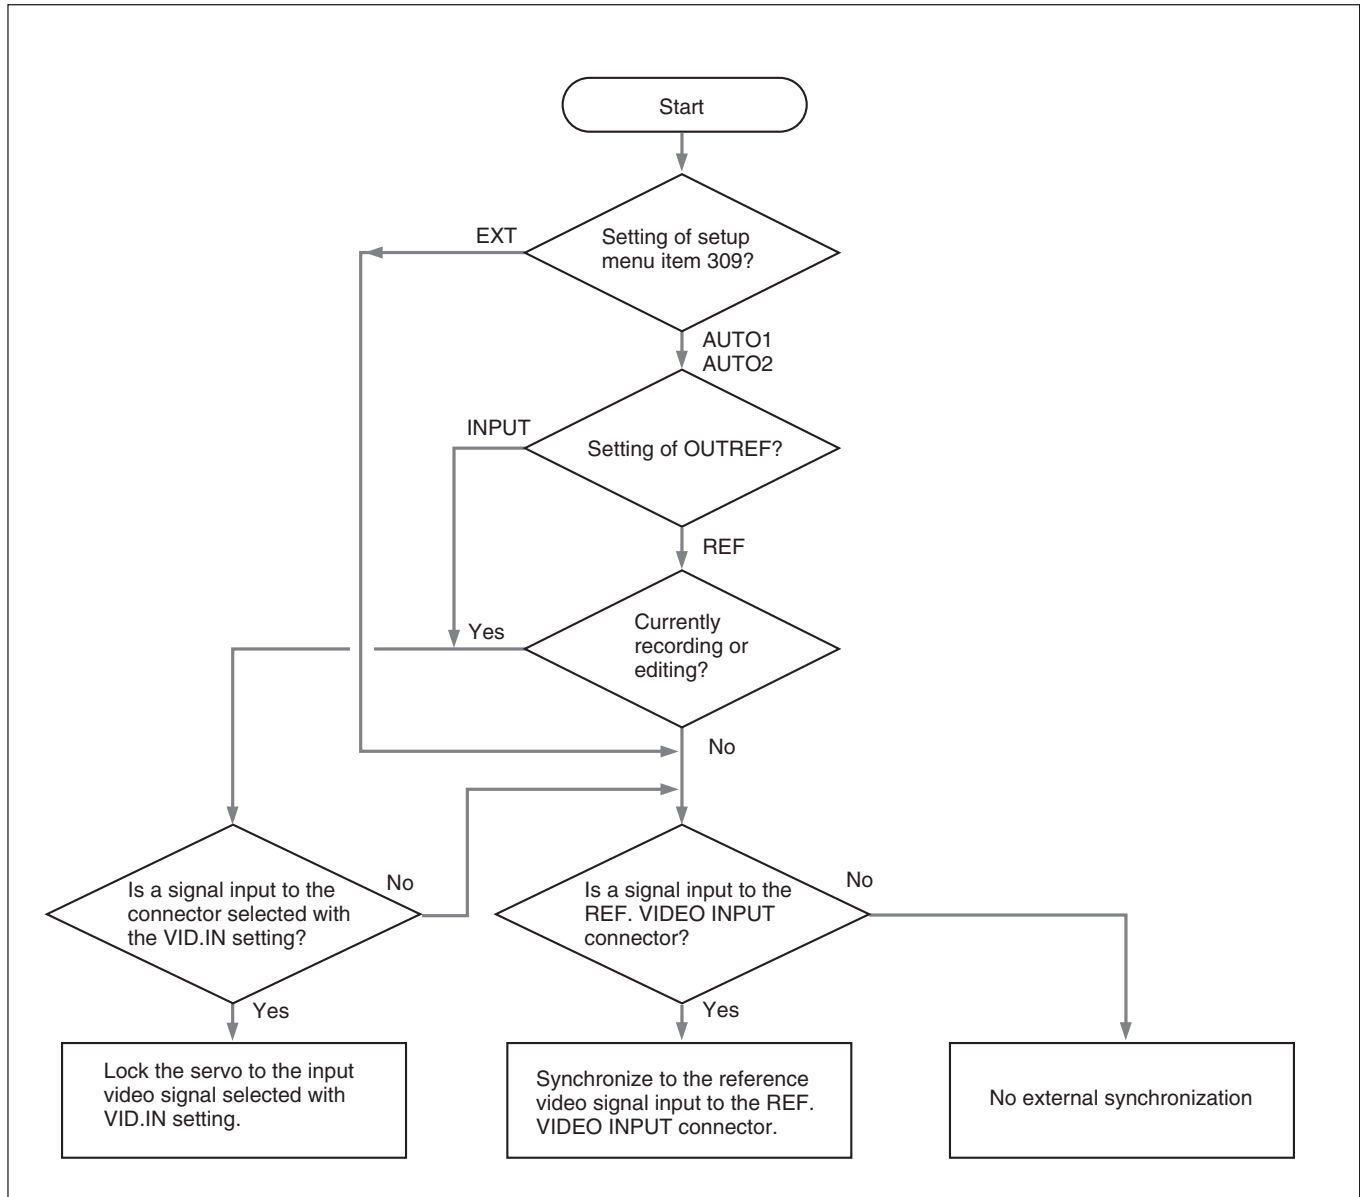 Start
EXT
Setting of setup
menu item 309?
AUTO1
AUTO2
INPUT
Setting of OUTREF?
REF
Yes
Currently
recording or
editing?
No
Is a signal input to the
connector selected with
the VID.IN setting?
No
Is a signal input to the
REF. VIDEO INPUT
connector?
No
Yes
Yes
Lock the servo to the input
video signal selected with
VID.IN setting.
Synchronize to the reference
video signal input to the REF.
VIDEO INPUT connector.
No external synchronization